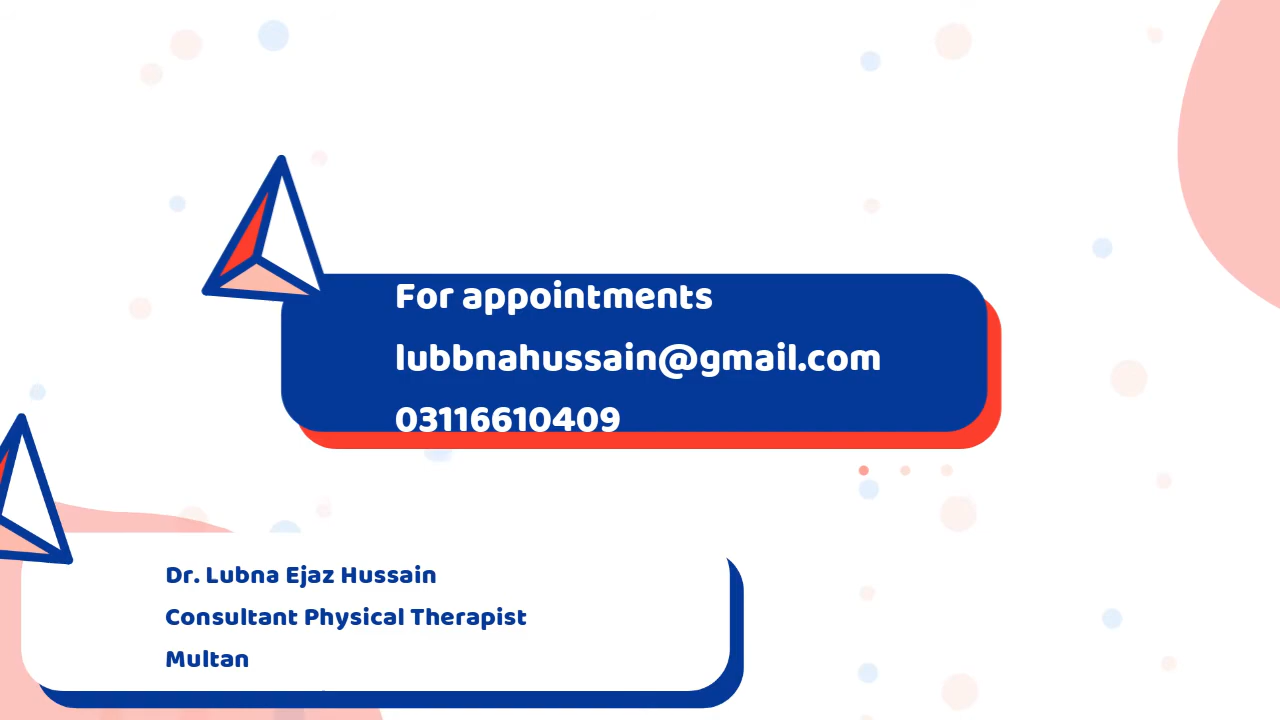 For appointments
lubbnahussain@gmail.com
03116610409
Dr. Lubna Ejaz Hussain
Consultant Physical Therapist
Multan